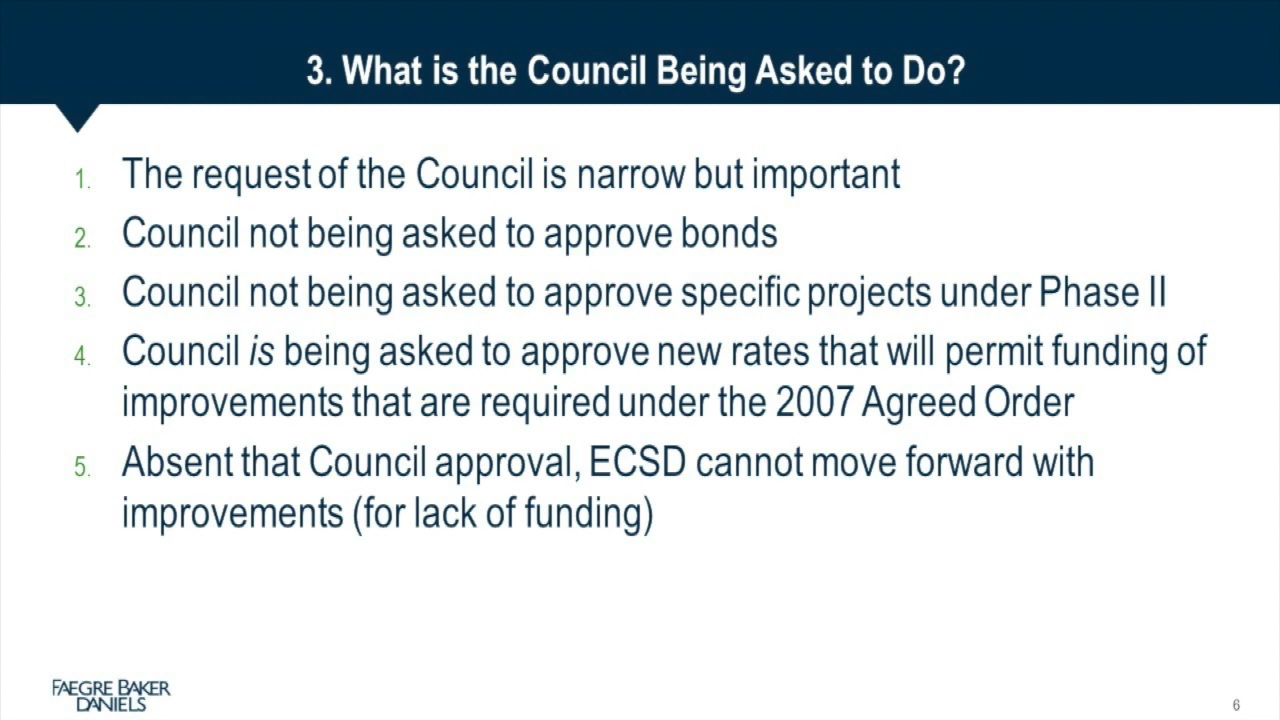 3. What is the Council Being Asked to Do?
1. The request of the Council is narrow but important
2. Council not being asked to approve bonds
3. Council not being asked to approve specific projects under Phase II
4. Council is being asked to approve new rates that will permit funding of
improvements that are required under the 2007 Agreed Order
5. Absent that Council approval, ECSD cannot move forward with
improvements (for lack of funding)
FAEGRE BAKER
DANIELS
6